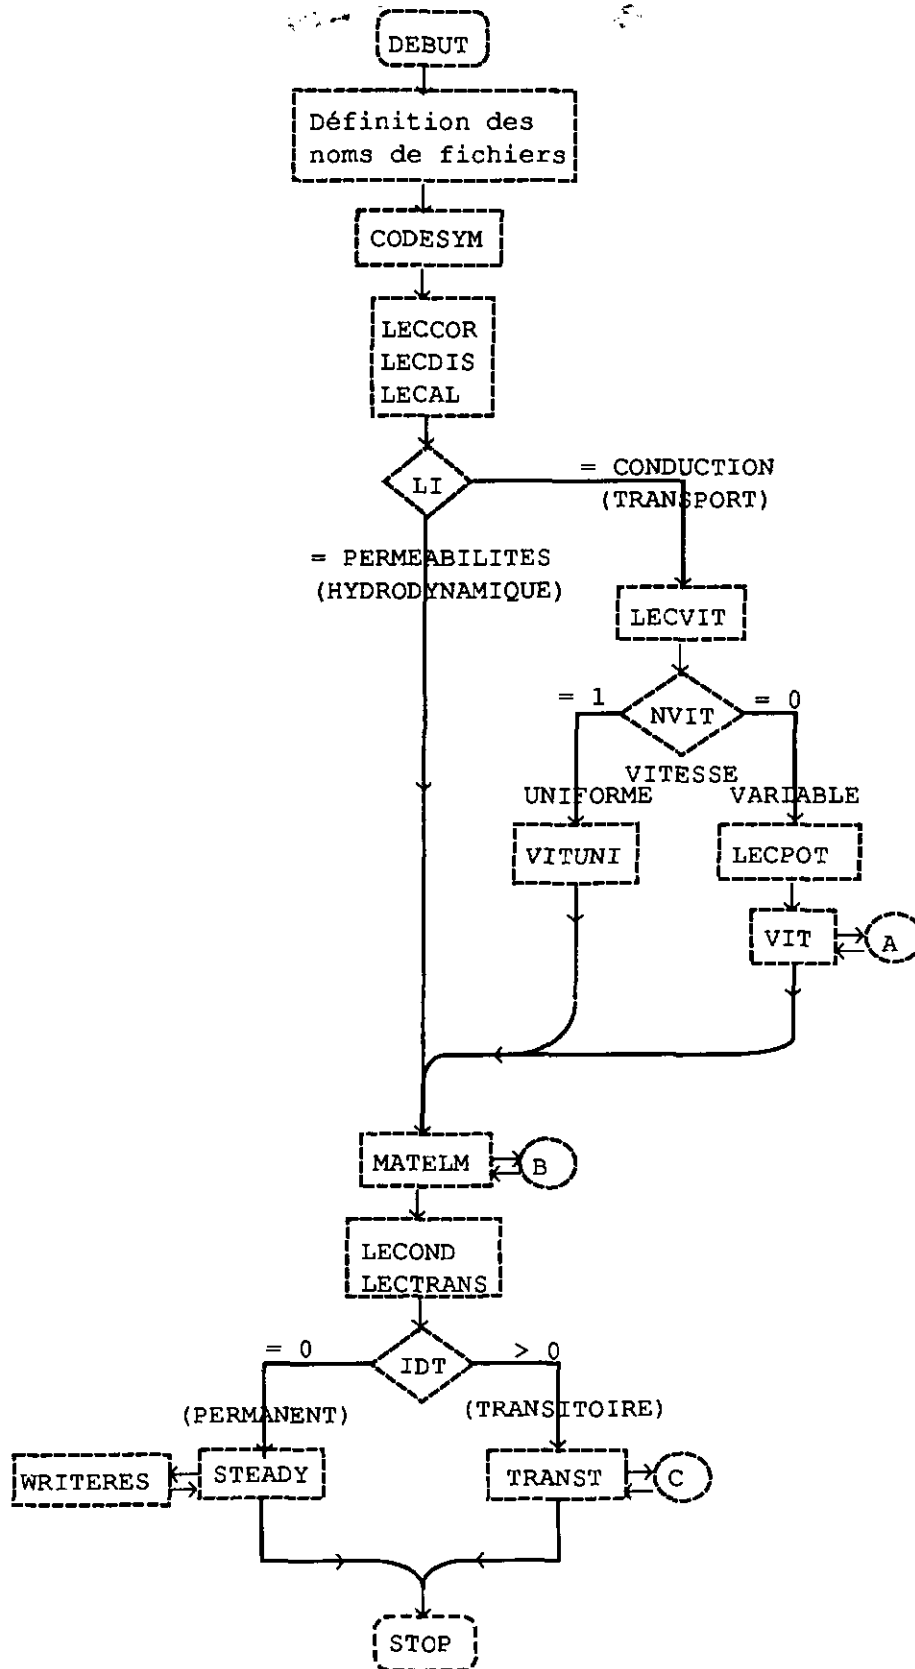 DEBUT
Définition des
noms de fichiers
CODESYM
LECCOR
LECDIS
LECAL
LI
= CONDUCTION
(TRANSPORT)
= PERMEABILITES
(HYDRODYNAMIQUE)
LECVIT
= 1
NVIT
= 0
VITESSE
UNIFORME
VARIABLE
VITUNI
LECPOT
VIT
A
MATELM
B
LECOND
LECTRANS
= 0
IDT
> 0
(PERMANENT)
(TRANSITOIRE)
WRITERES
STEADY
TRANST
C
STOP